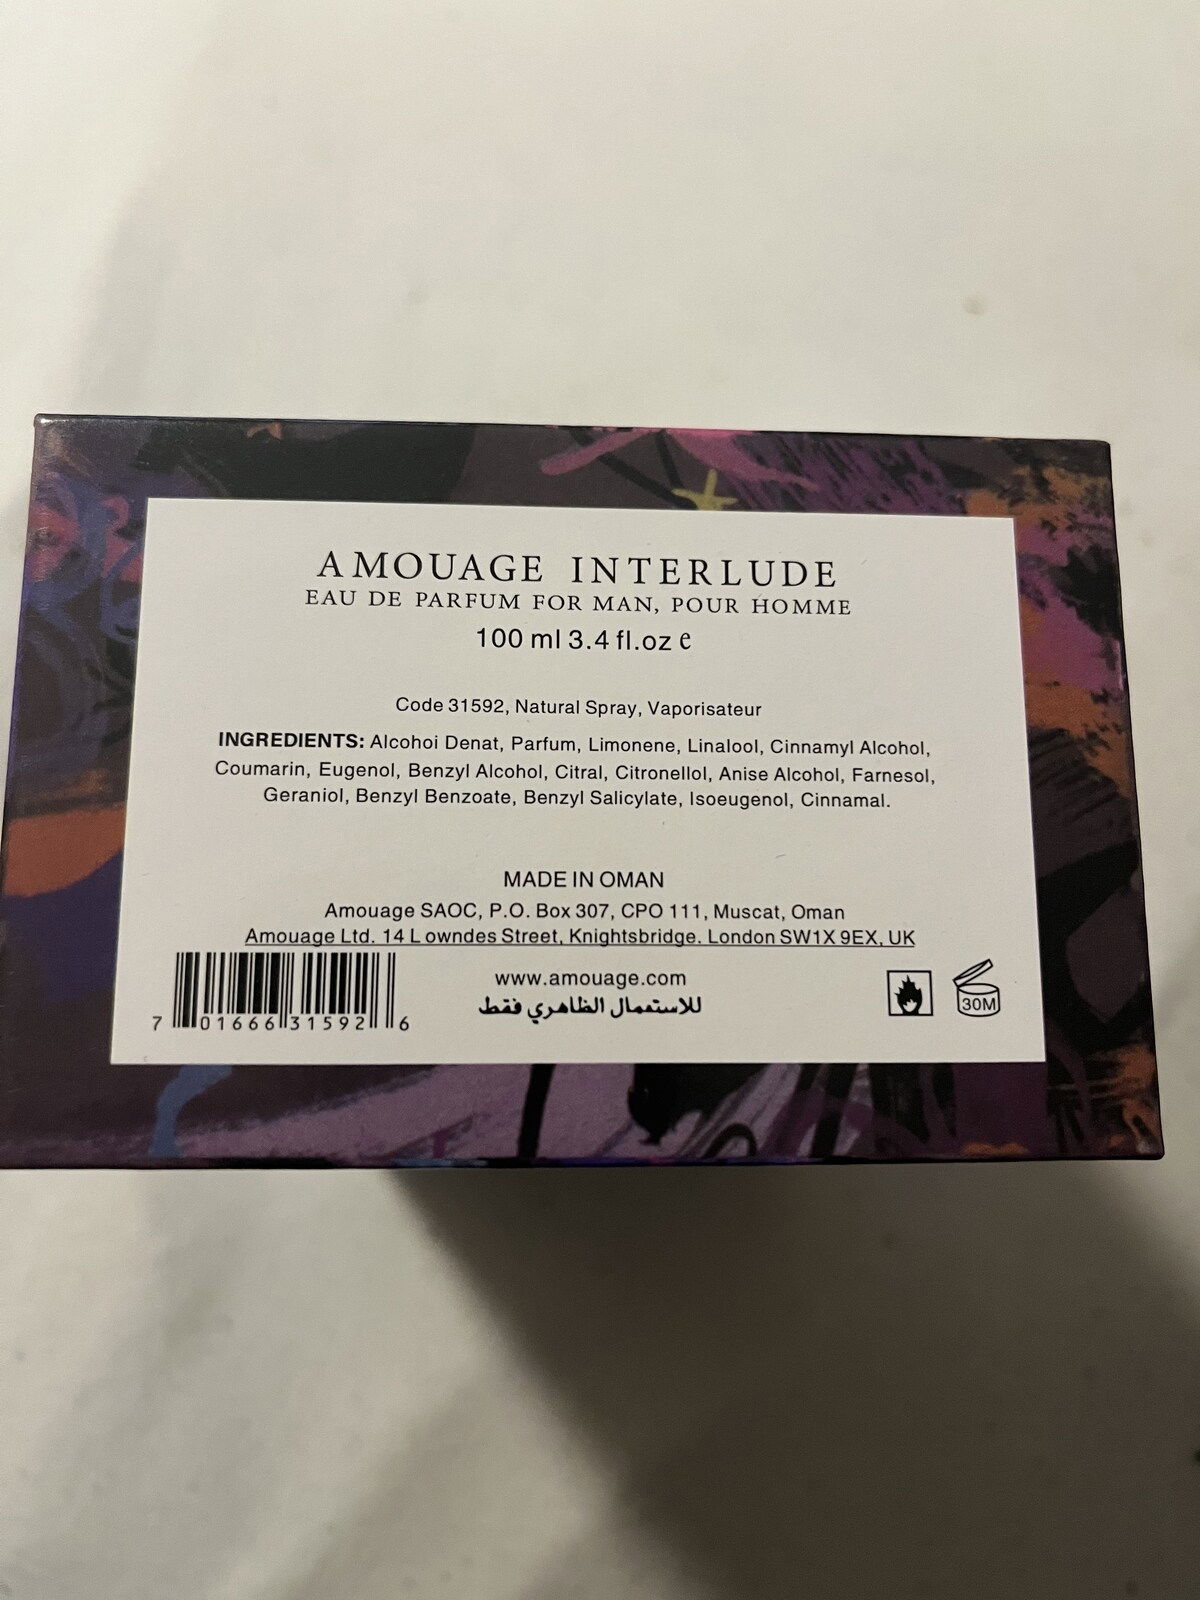 AMOUAGE INTERLUDE
EAU DE PARFUM FOR MAN, POUR HOMME
100 ml 3.4 fl.oz e
Code 31592, Natural Spray, Vaporisateur
INGREDIENTS: Alcohoi Denat, Parfum, Limonene, Linalool, Cinnamyl Alcohol,
Coumarin, Eugenol, Benzyl Alcohol, Citral, Citronellol, Anise Alcohol, Farnesol,
Geraniol, Benzyl Benzoate, Benzyl Salicylate, Isoeugenol, Cinnamal.
MADE IN OMAN
Amouage SAOC, P.O. Box 307, CPO 111, Muscat, Oman
Amouage Ltd. 14 L owndes Street, Knightsbridge. London SW1X 9EX, UK
www.amouage.com
للاستعمال الظاهري فقط
7 01666 31592 6
30M